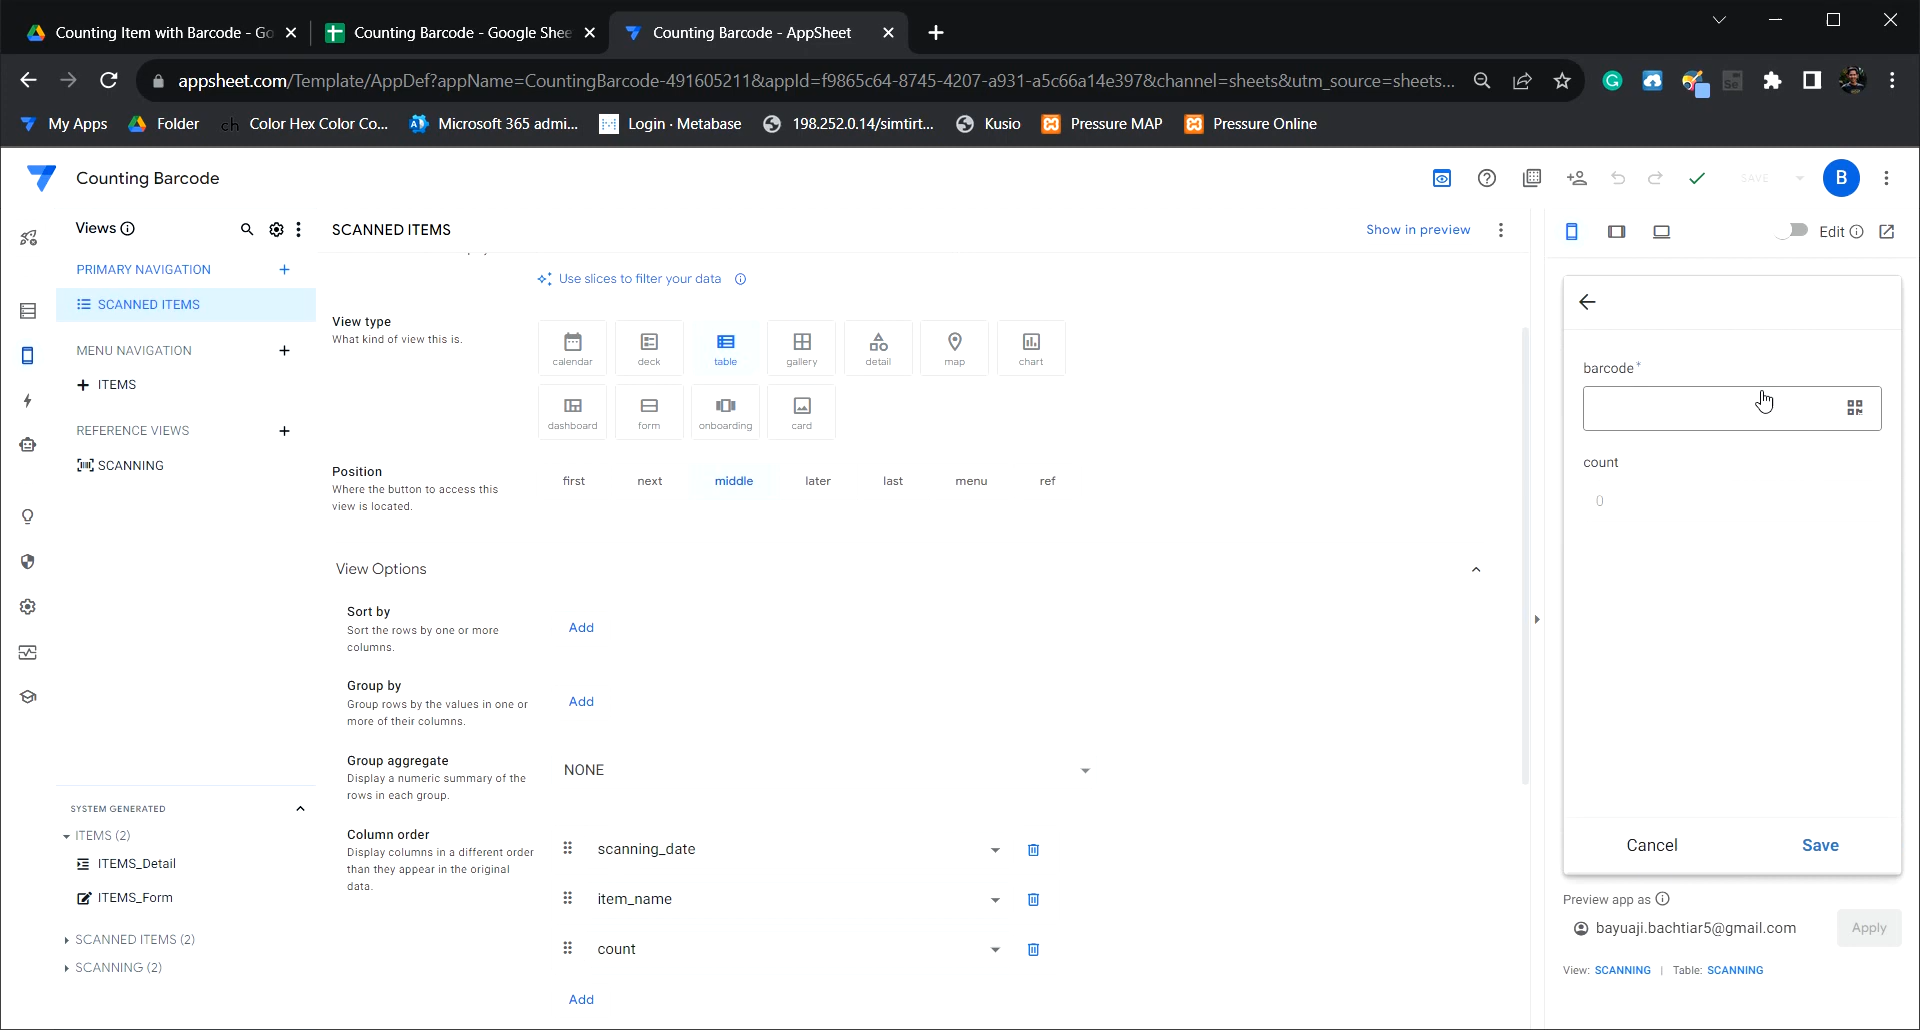 Counting Item with Barcode - Go
Counting Barcode - Google Shee
Counting Barcode - AppSheet
appsheet.com/Template/AppDef?appName=CountingBarcode-491605211&appId=f9865c64-8745-4207-a931-a5c66a14e397&channel=sheets&utm_source=sheets...
Se
My Apps
Folder
ch Color Hex Color Co...
Microsoft 365 admi...
Login · Metabase
198.252.0.14/simtirt...
Kusio
Pressure MAP
Pressure Online
Counting Barcode
SAVE
B
Views
SCANNED ITEMS
Show in preview
Edit
PRIMARY NAVIGATION
SCANNED ITEMS
MENU NAVIGATION
ITEMS
REFERENCE VIEWS
SCANNING
SYSTEM GENERATED
ITEMS (2)
ITEMS_Detail
ITEMS_Form
SCANNED ITEMS (2)
SCANNING (2)
Use slices to filter your data
View type
What kind of view this is.
calendar
deck
table
gallery
detail
map
chart
dashboard
form
onboarding
card
Position
Where the button to access this
view is located.
first
next
middle
later
last
menu
ref
View Options
Sort by
Sort the rows by one or more
columns.
Add
Group by
Group rows by the values in one or
more of their columns.
Add
Group aggregate
Display a numeric summary of the
rows in each group.
NONE
Column order
Display columns in a different order
than they appear in the original
data.
scanning_date
item_name
count
Add
barcode*
count
0
Cancel
Save
Preview app as
bayuaji.bachtiar5@gmail.com
Apply
View: SCANNING | Table: SCANNING